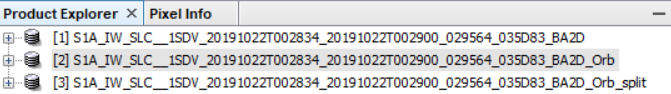 Product Explorer × Pixel Info
[1] S1A_IW_SLC__1SDV_20191022T002834_20191022T002900_029564_035D83_BA2D
[2] S1A_IW_SLC__1SDV_20191022T002834_20191022T002900_029564_035D83_BA2D_Orb
[3] S1A_IW_SLC__1SDV_20191022T002834_20191022T002900_029564_035D83_BA2D_Orb_split